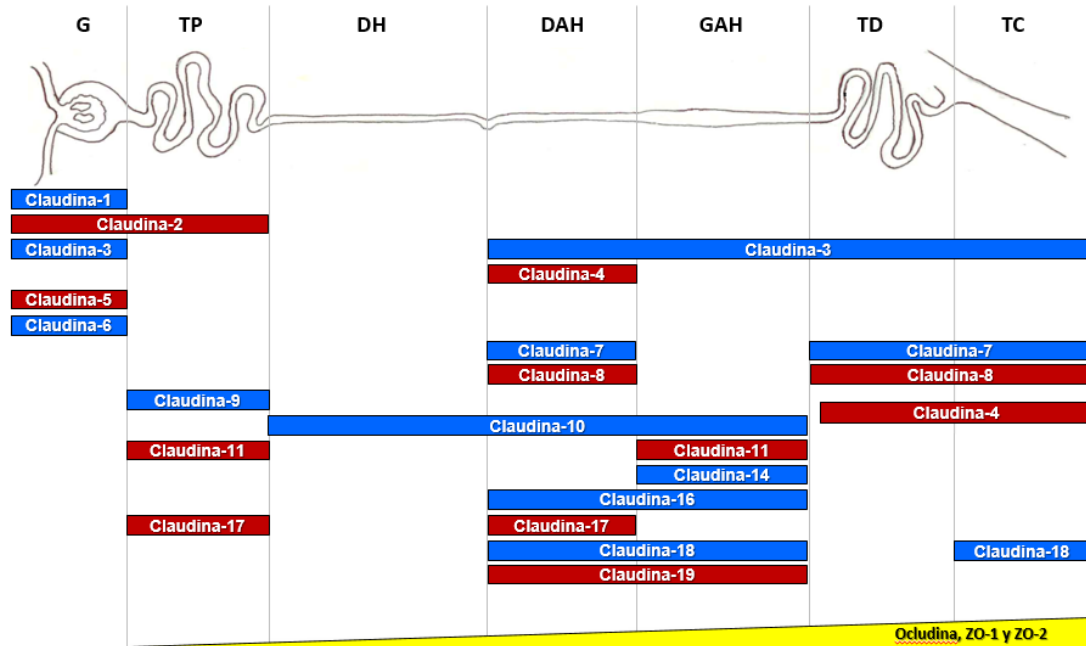 G TP DH DAH GAH TD TC
Claudina-1
Claudina-2
Claudina-3 Claudina-3
Claudina-4
Claudina-5
Claudina-6
Claudina-7 Claudina-7
Claudina-8 Claudina-8
Claudina-9
Claudina-4
Claudina-10
Claudina-11 Claudina-11
Claudina-14
Claudina-16
Claudina-17 Claudina-17
Claudina-18 Claudina-18
Claudina-19
Ocludina, ZO-1 y ZO-2